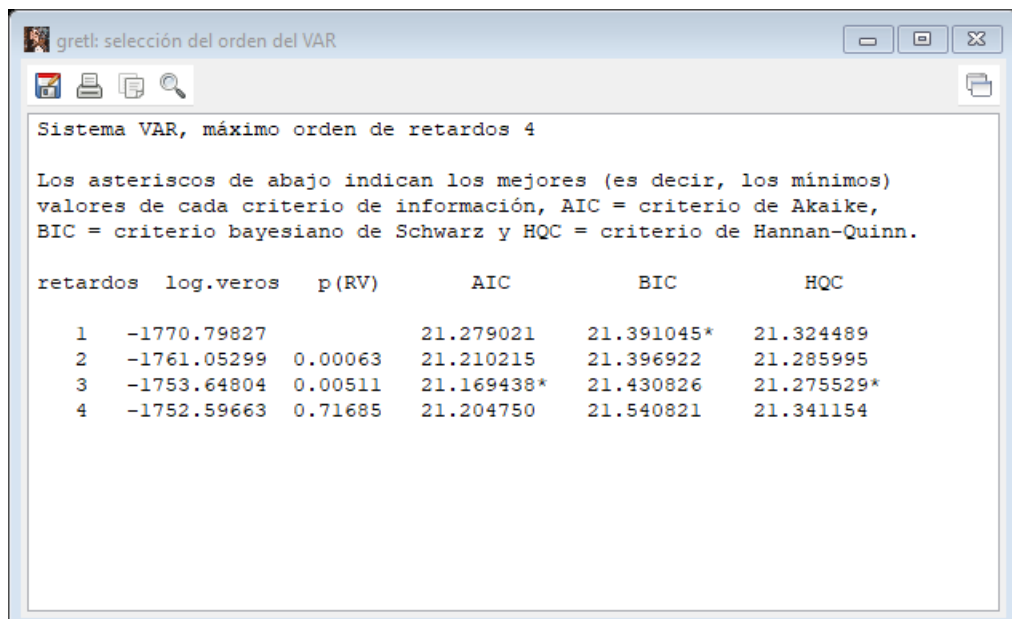 gretl: selección del orden del VAR
Sistema VAR, máximo orden de retardos 4
Los asteriscos de abajo indican los mejores (es decir, los mínimos)
valores de cada criterio de información, AIC = criterio de Akaike,
BIC = criterio bayesiano de Schwarz y HQC = criterio de Hannan-Quinn.
retardos log.veros p(RV) AIC BIC HQC
1 -1770.79827 21.279021 21.391045* 21.324489
2 -1761.05299 0.00063 21.210215 21.396922 21.285995
3 -1753.64804 0.00511 21.169438* 21.430826 21.275529*
4 -1752.59663 0.71685 21.204750 21.540821 21.341154